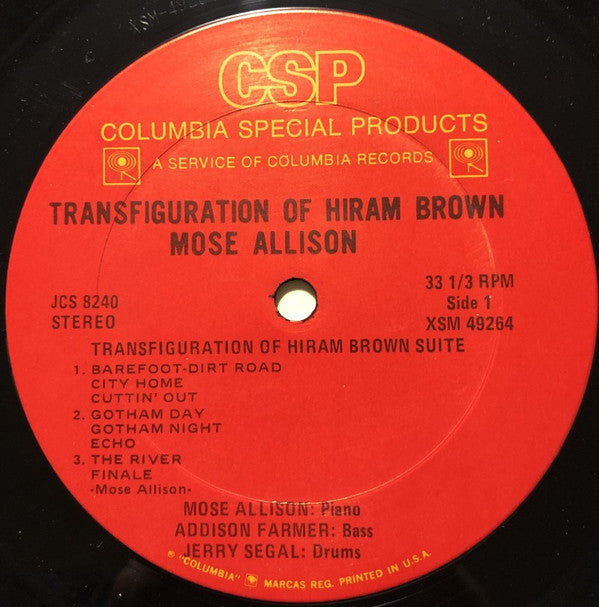 CSP
COLUMBIA SPECIAL PRODUCTS
A SERVICE OF COLUMBIA RECORDS
TRANSFIGURATION OF HIRAM BROWN
MOSE ALLISON
JCS 8240
STEREO
33 1/3 RPM
Side 1
XSM 49264
TRANSFIGURATION OF HIRAM BROWN SUITE
1. BAREFOOT-DIRT ROAD
CITY HOME
CUTTIN' OUT
2. GOTHAM DAY
GOTHAM NIGHT
ECHO
3. THE RIVER
FINALE
-Mose Allison-
MOSE ALLISON: Piano
ADDISON FARMER: Bass
JERRY SEGAL: Drums
® "COLUMBIA" MARCAS REG. PRINTED IN U.S.A.